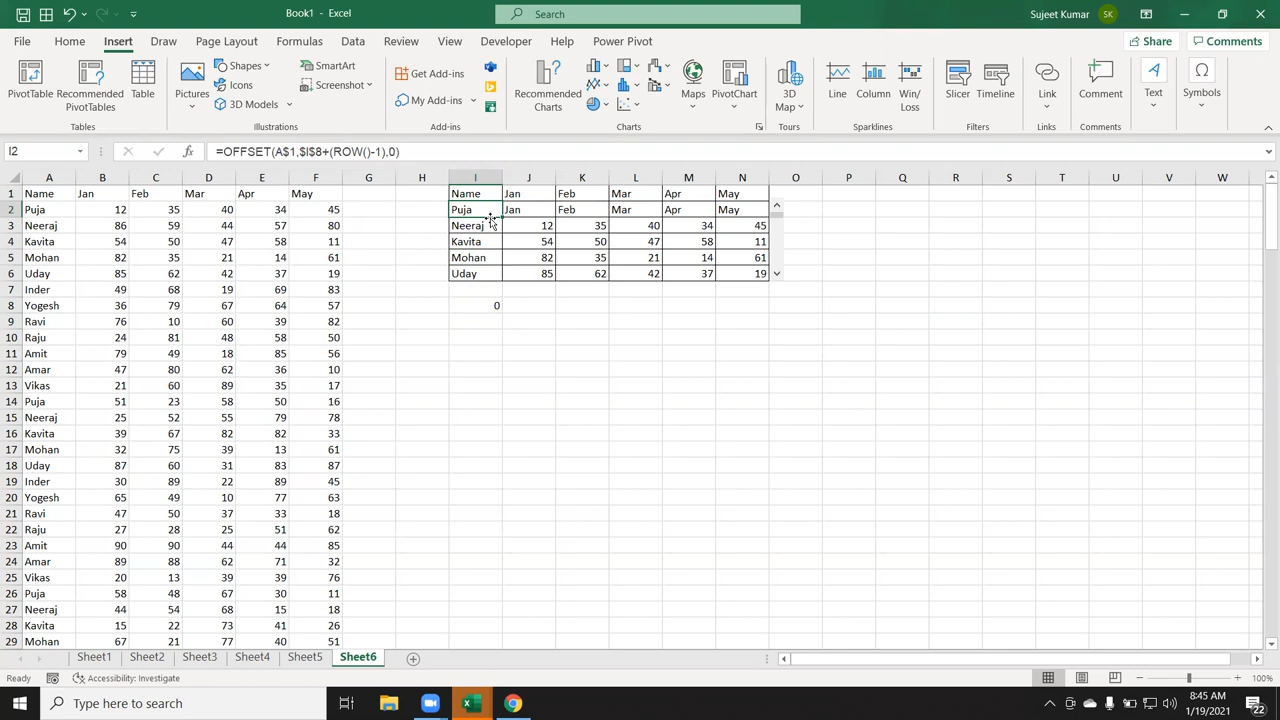 Book1 - Excel
Search
Sujeet Kumar
SK
File Home Insert Draw Page Layout Formulas Data Review View Developer Help Power Pivot
Share
Comments
PivotTable
Recommended PivotTables
Table
Pictures
Shapes
Icons
3D Models
SmartArt
Screenshot
Get Add-ins
My Add-ins
Recommended Charts
Maps
PivotChart
3D Map
Line
Column
Win/Loss
Slicer
Timeline
Link
Comment
Text
Symbols
Tables Illustrations Add-ins Charts Tours Sparklines Filters Links Comments
I2
fx
=OFFSET(A$1,$I$8+(ROW()-1),0)
A B C D E F G H I J K L M N O P Q R S T U V W
1 Name Jan Feb Mar Apr May Name Jan Feb Mar Apr May
2 Puja 12 35 40 34 45 Puja Jan Feb Mar Apr May
3 Neeraj 86 59 44 57 80 Neeraj 12 35 40 34 45
4 Kavita 54 50 47 58 11 Kavita 54 50 47 58 11
5 Mohan 82 35 21 14 61 Mohan 82 35 21 14 61
6 Uday 85 62 42 37 19 Uday 85 62 42 37 19
7 Inder 49 68 19 69 83
8 Yogesh 36 79 67 64 57 0
9 Ravi 76 10 60 39 82
10 Raju 24 81 48 58 50
11 Amit 79 49 18 85 56
12 Amar 47 80 62 36 10
13 Vikas 21 60 89 35 17
14 Puja 51 23 58 50 16
15 Neeraj 25 52 55 79 78
16 Kavita 39 67 82 82 33
17 Mohan 32 75 39 13 61
18 Uday 87 60 31 83 87
19 Inder 30 89 22 89 45
20 Yogesh 65 49 10 77 63
21 Ravi 47 50 37 33 18
22 Raju 27 28 25 51 62
23 Amit 90 90 44 44 85
24 Amar 89 88 62 71 32
25 Vikas 20 13 39 39 76
26 Puja 58 48 67 30 11
27 Neeraj 44 54 68 15 18
28 Kavita 15 22 73 41 26
29 Mohan 67 21 77 40 51
Sheet1 Sheet2 Sheet3 Sheet4 Sheet5 Sheet6
Ready
Accessibility: Investigate
100%
Type here to search
8:45 AM
1/19/2021
22